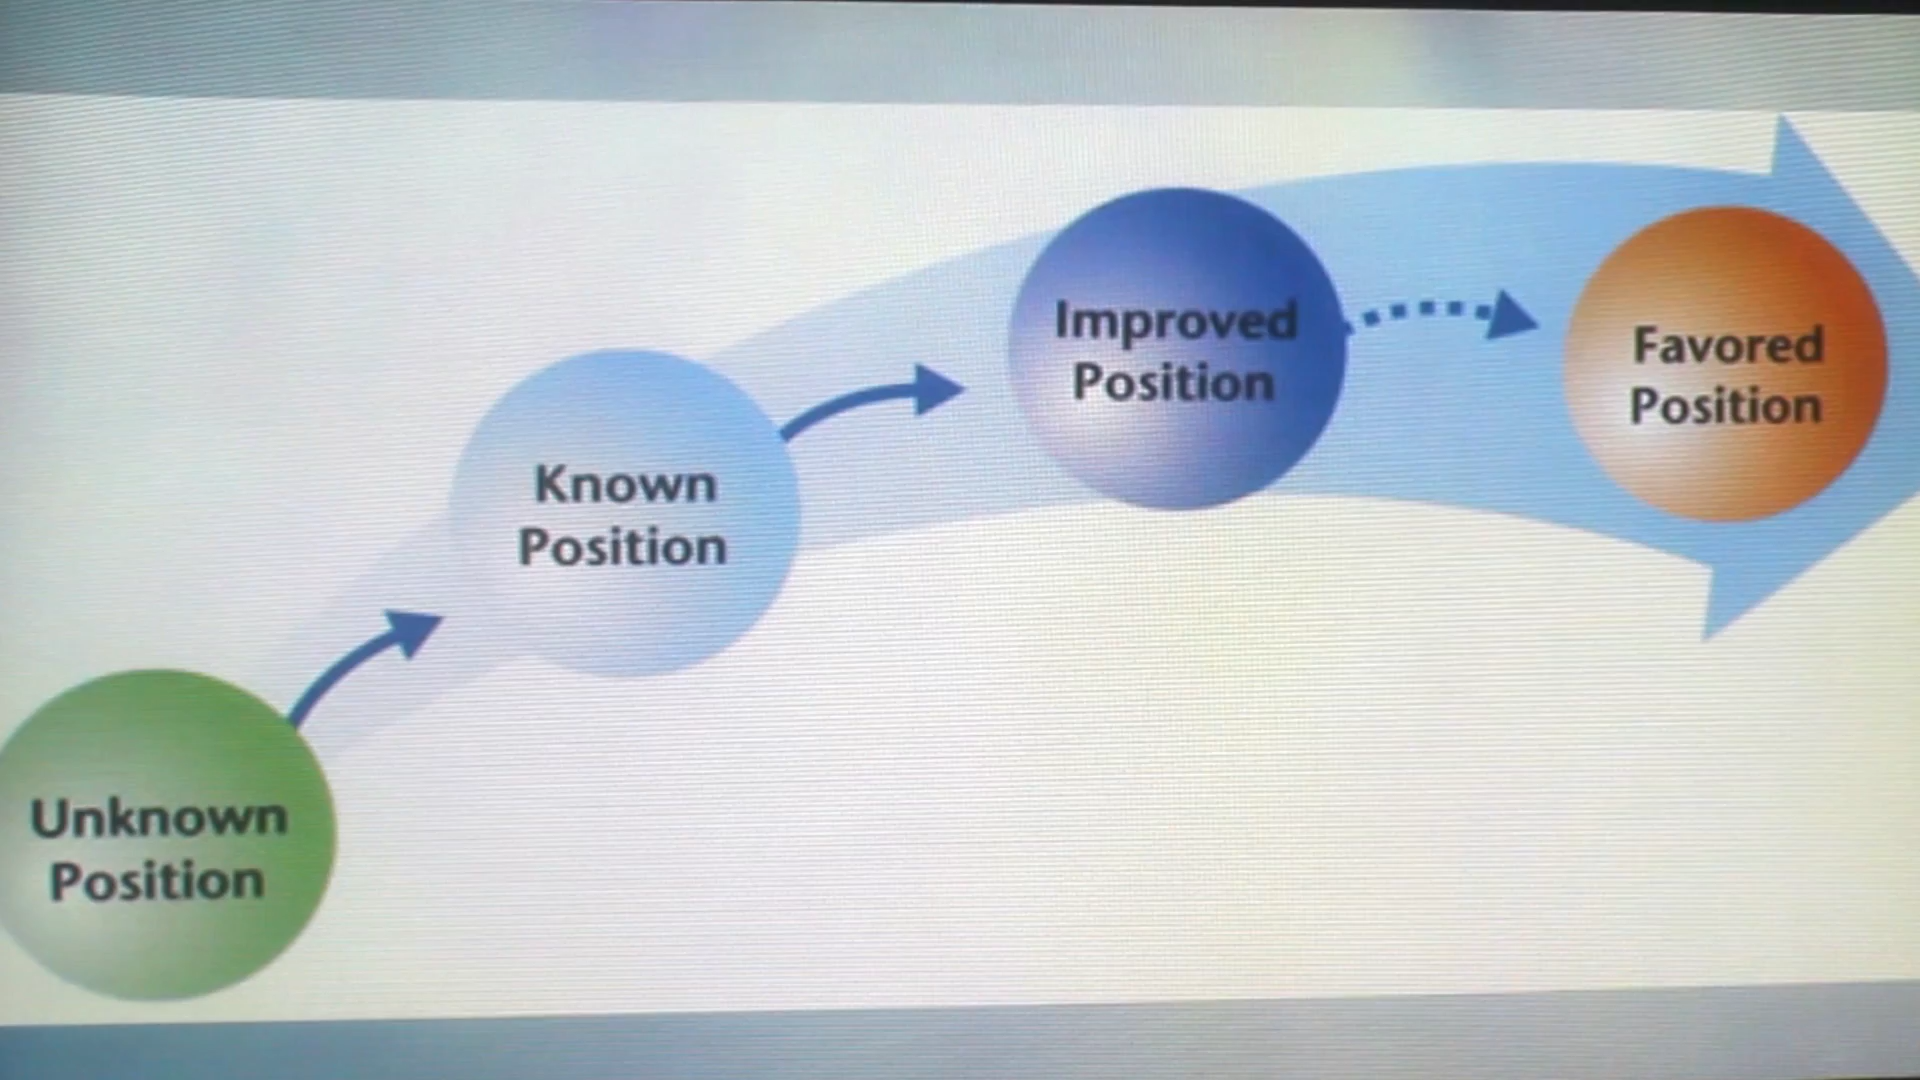 Unknown
Position
Known
Position
Improved
Position
Favored
Position